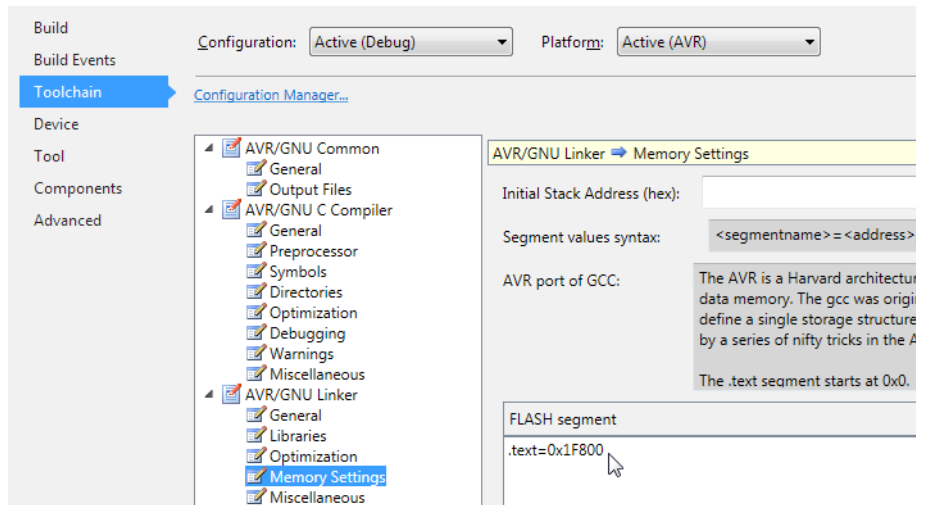 Build
Build Events
Toolchain
Device
Tool
Components
Advanced
Configuration: Active (Debug) Platform: Active (AVR)
Configuration Manager...
AVR/GNU Common
General
Output Files
AVR/GNU C Compiler
General
Preprocessor
Symbols
Directories
Optimization
Debugging
Warnings
Miscellaneous
AVR/GNU Linker
General
Libraries
Optimization
Memory Settings
Miscellaneous
AVR/GNU Linker ➡ Memory Settings
Initial Stack Address (hex):
Segment values syntax: <segmentname>=<address>
AVR port of GCC:
The AVR is a Harvard architectur
data memory. The gcc was origi
define a single storage structure
by a series of nifty tricks in the A
The .text segment starts at 0x0.
FLASH segment
.text=0x1F800